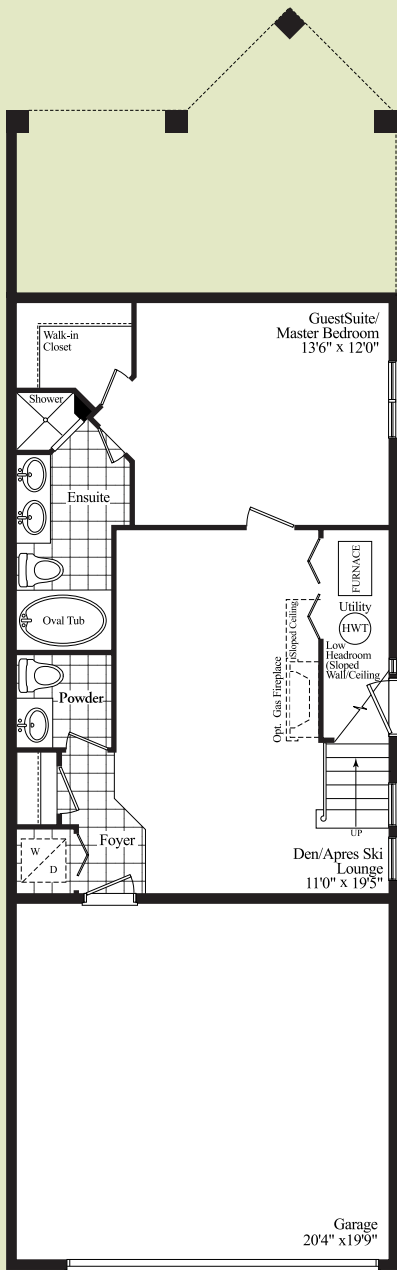 GuestSuite/
Master Bedroom
13'6" x 12'0"
Walk-in
Closet
Shower
Ensuite
FURNACE
Utility
HWT
Oval Tub
Sloped Ceiling
Low
Headroom
(Sloped
Wall/Ceiling
Opt. Gas Fireplace
Powder
UP
Foyer
W
D
Den/Apres Ski
Lounge
11'0" x 19'5"
Garage
20'4" x19'9"